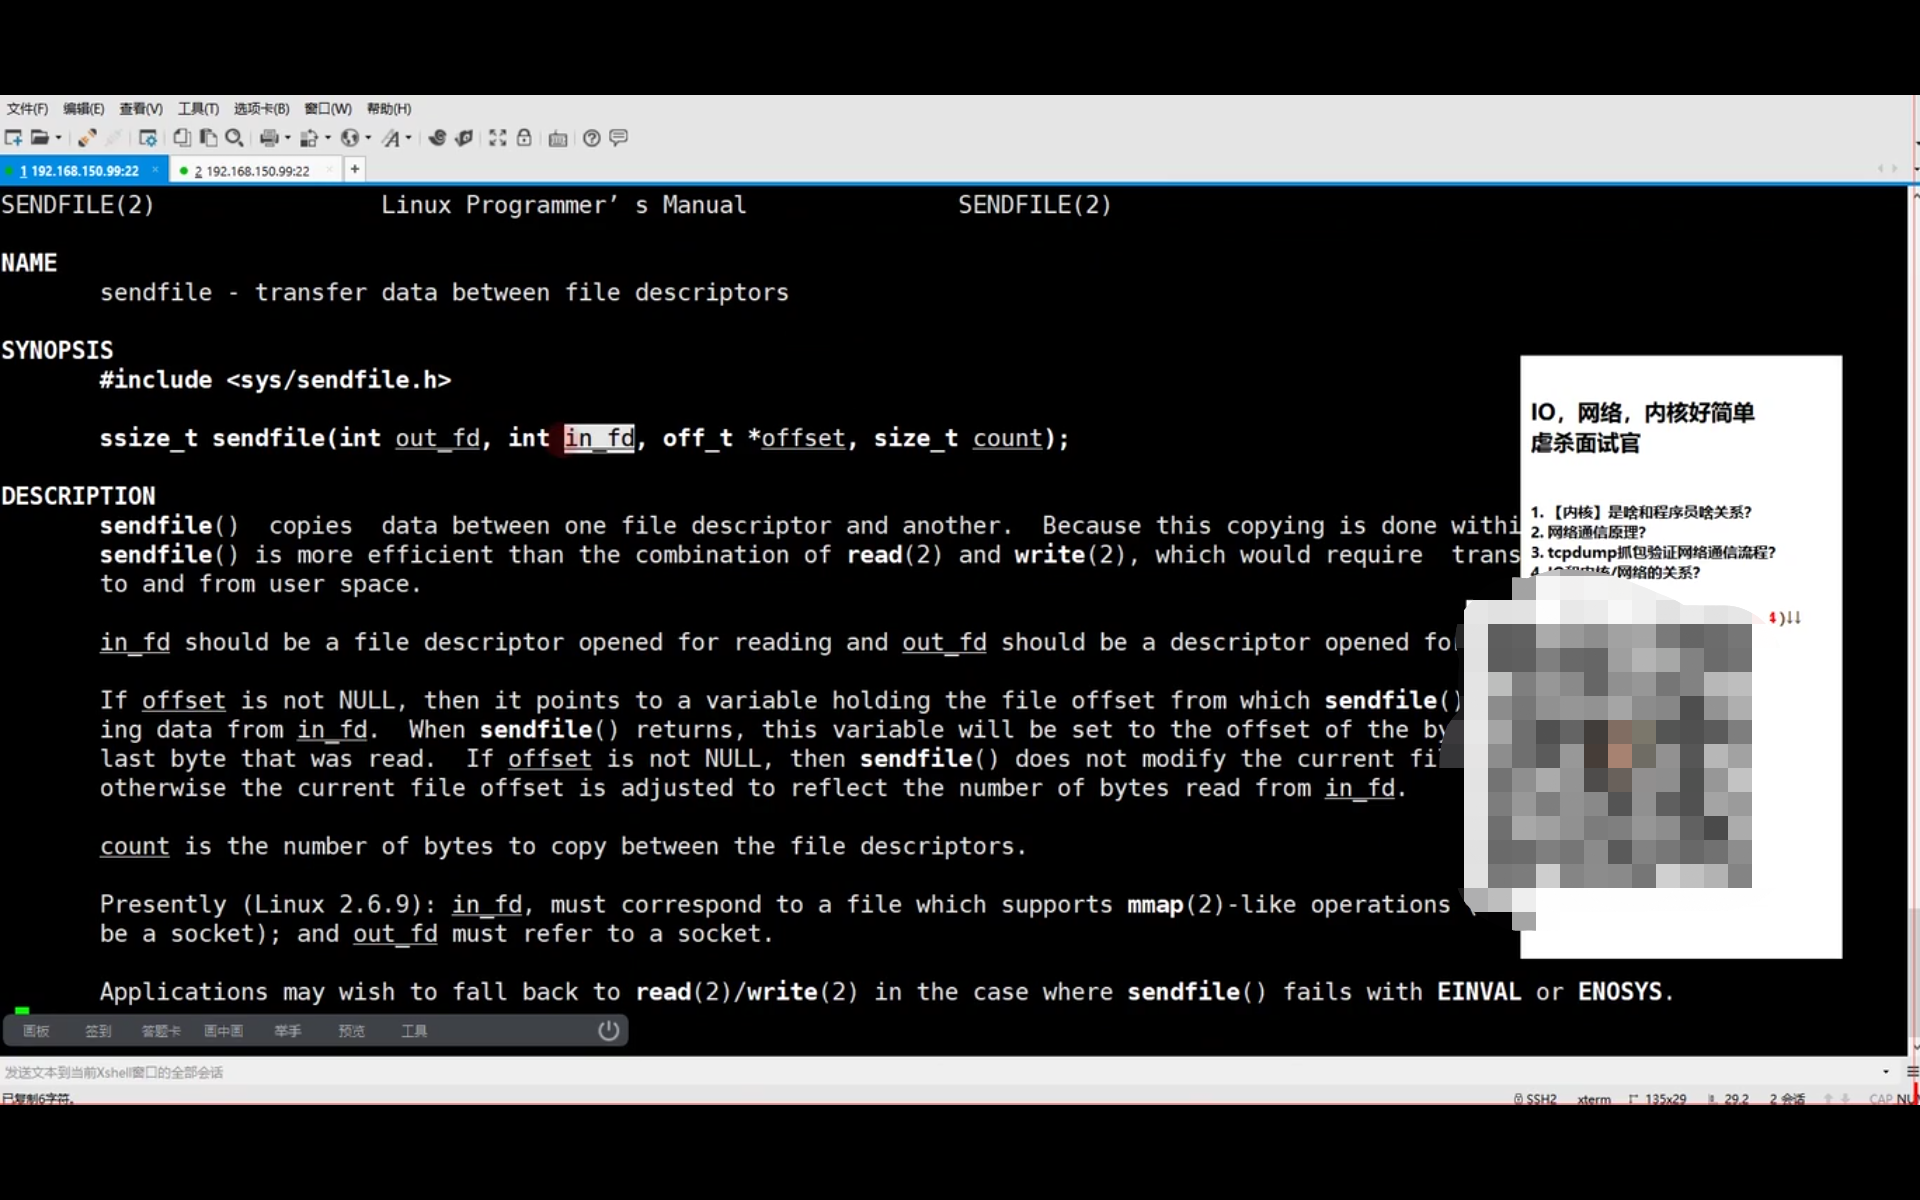 文件(F) 编辑(E) 查看(V) 工具(T) 选项卡(B) 窗口(W) 帮助(H)
1 192.168.150.99:22 2 192.168.150.99:22
SENDFILE(2) Linux Programmer’ s Manual SENDFILE(2)
NAME
sendfile - transfer data between file descriptors
SYNOPSIS
#include <sys/sendfile.h>
ssize_t sendfile(int out_fd, int in_fd, off_t *offset, size_t count);
DESCRIPTION
sendfile() copies data between one file descriptor and another. Because this copying is done
sendfile() is more efficient than the combination of read(2) and write(2), which would require
to and from user space.
in_fd should be a file descriptor opened for reading and out_fd should be a descriptor opened
If offset is not NULL, then it points to a variable holding the file offset from which sendfile()
ing data from in_fd. When sendfile() returns, this variable will be set to the offset of the
last byte that was read. If offset is not NULL, then sendfile() does not modify the current
otherwise the current file offset is adjusted to reflect the number of bytes read from in_fd.
count is the number of bytes to copy between the file descriptors.
Presently (Linux 2.6.9): in_fd, must correspond to a file which supports mmap(2)-like operations
be a socket); and out_fd must refer to a socket.
Applications may wish to fall back to read(2)/write(2) in the case where sendfile() fails with EINVAL or ENOSYS.
IO，网络，内核好简单
虐杀面试官
1. 【内核】是啥和程序员啥关系？
2. 网络通信原理？
3. tcpdump抓包验证网络通信流程？
4. IO和内核/网络的关系？
4)↓↓
画板 签到 答题卡 画中画 举手 预览 工具
发送文本到当前Xshell窗口的全部会话
已复制6字符。 SSH2 xterm 135x29 29,2 2 会话 CAP